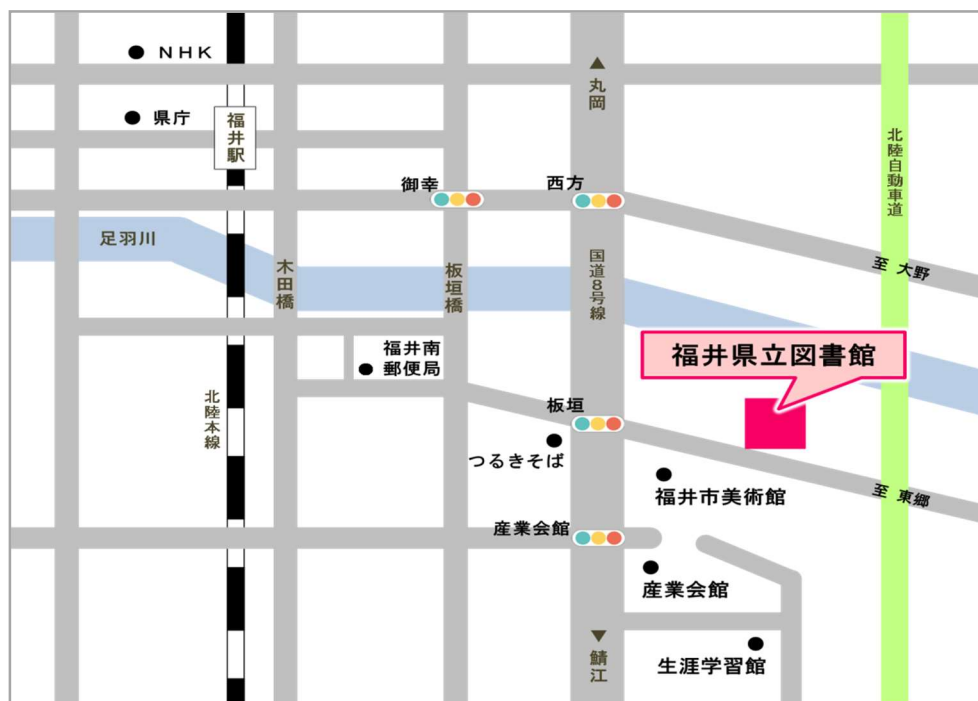 NHK
県庁
福井駅
▲丸岡
北陸自動車道
御幸
西方
足羽川
木田橋
板垣橋
国道8号線
至 大野
福井県立図書館
福井南
郵便局
北陸本線
板垣
つるきそば
福井市美術館
至 東郷
産業会館
産業会館
▼鯖江
生涯学習館